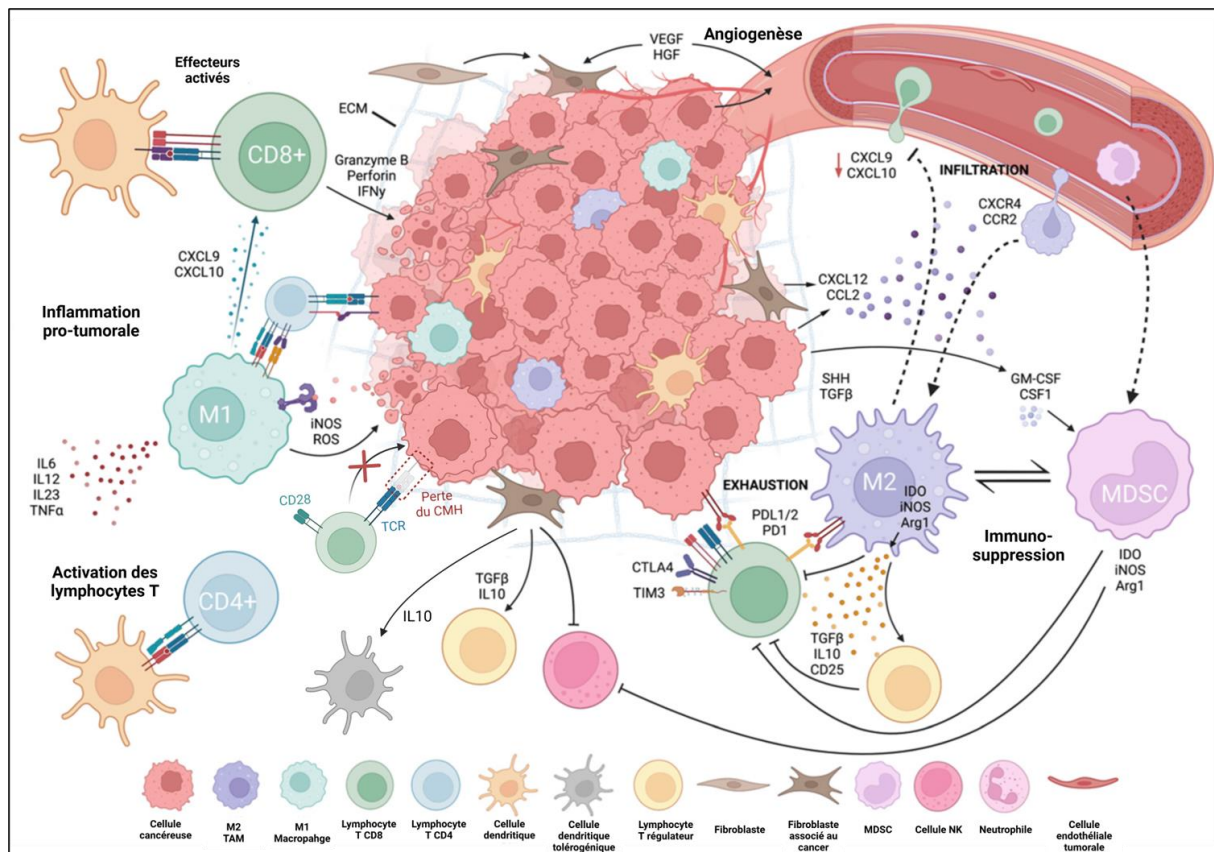 Angiogenèse
VEGF
HGF
Effecteurs
activés
CD8+
ECM
Granzyme B
Perforin
IFNγ
CXCL9
CXCL10
INFILTRATION
CXCR4
CCR2
CXCL9
CXCL10
CXCL12
CCL2
Inflammation
pro-tumorale
M1
iNOS
ROS
IL6
IL12
IL23
TNFα
SHH
TGFβ
GM-CSF
CSF1
M2
IDO
iNOS
Arg1
MDSC
EXHAUSTION
PDL1/2
PD1
CTLA4
TIM3
Immuno-
suppression
IDO
iNOS
Arg1
CD28
TCR
Perte
du CMH
Activation des
lymphocytes T
CD4+
IL10
TGFβ
IL10
TGFβ
IL10
CD25
Cellule
cancéreuse
M2
TAM
M1
Macropahge
Lymphocyte
T CD8
Lymphocyte
T CD4
Cellule
dendritique
Cellule
dendritique
tolérogénique
Lymphocyte
T régulateur
Fibroblaste
Fibroblaste
associé au
cancer
MDSC
Cellule NK
Neutrophile
Cellule
endothéliale
tumorale